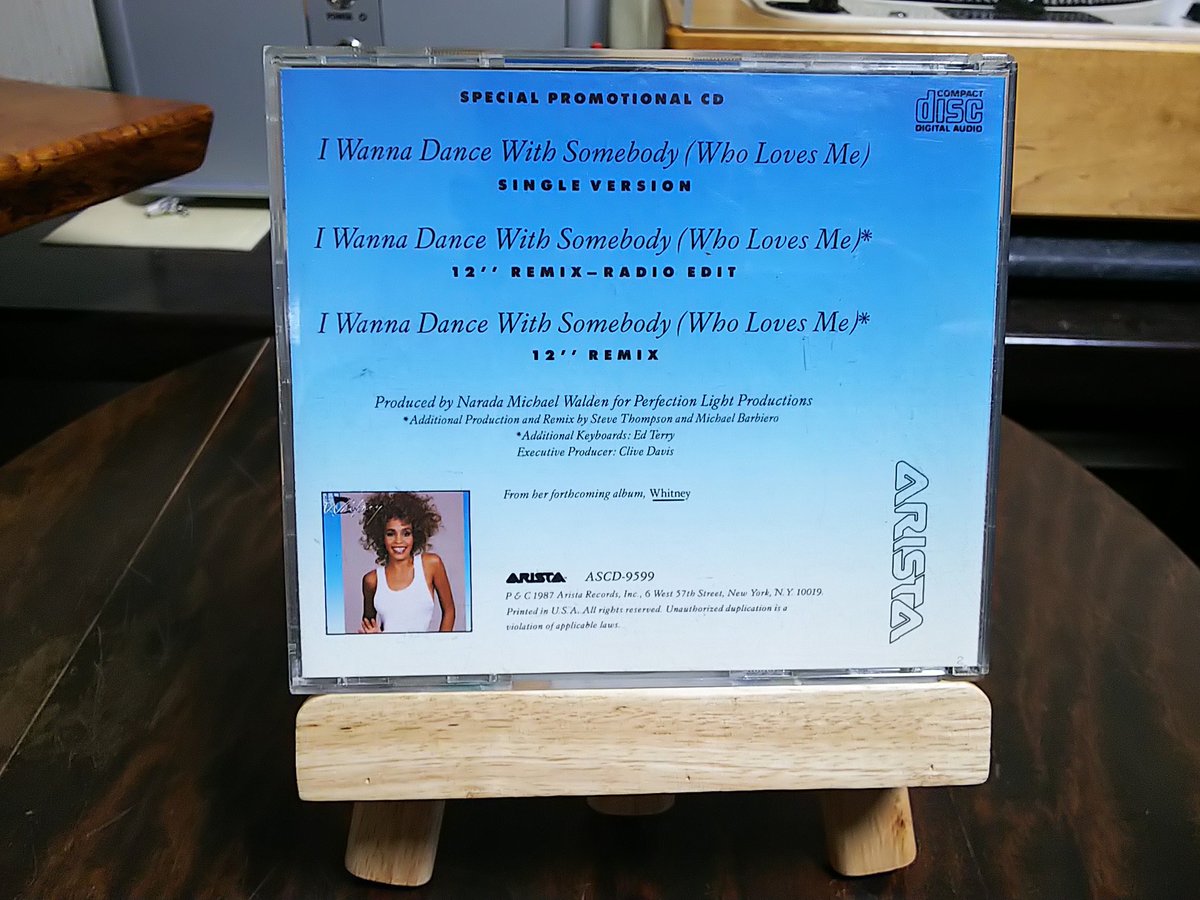 POWER
SPECIAL PROMOTIONAL CD
COMPACT
disc
DIGITAL AUDIO
I Wanna Dance With Somebody (Who Loves Me)
SINGLE VERSION
I Wanna Dance With Somebody (Who Loves Me)*
12’’ REMIX–RADIO EDIT
I Wanna Dance With Somebody (Who Loves Me)*
12’’ REMIX
Produced by Narada Michael Walden for Perfection Light Productions
*Additional Production and Remix by Steve Thompson and Michael Barbiero
*Additional Keyboards: Ed Terry
Executive Producer: Clive Davis
From her forthcoming album, Whitney
Whitney
ARISTA
ARISTA ASCD-9599
P & C 1987 Arista Records, Inc., 6 West 57th Street, New York, N.Y. 10019.
Printed in U.S.A. All rights reserved. Unauthorized duplication is a
violation of applicable laws.
2